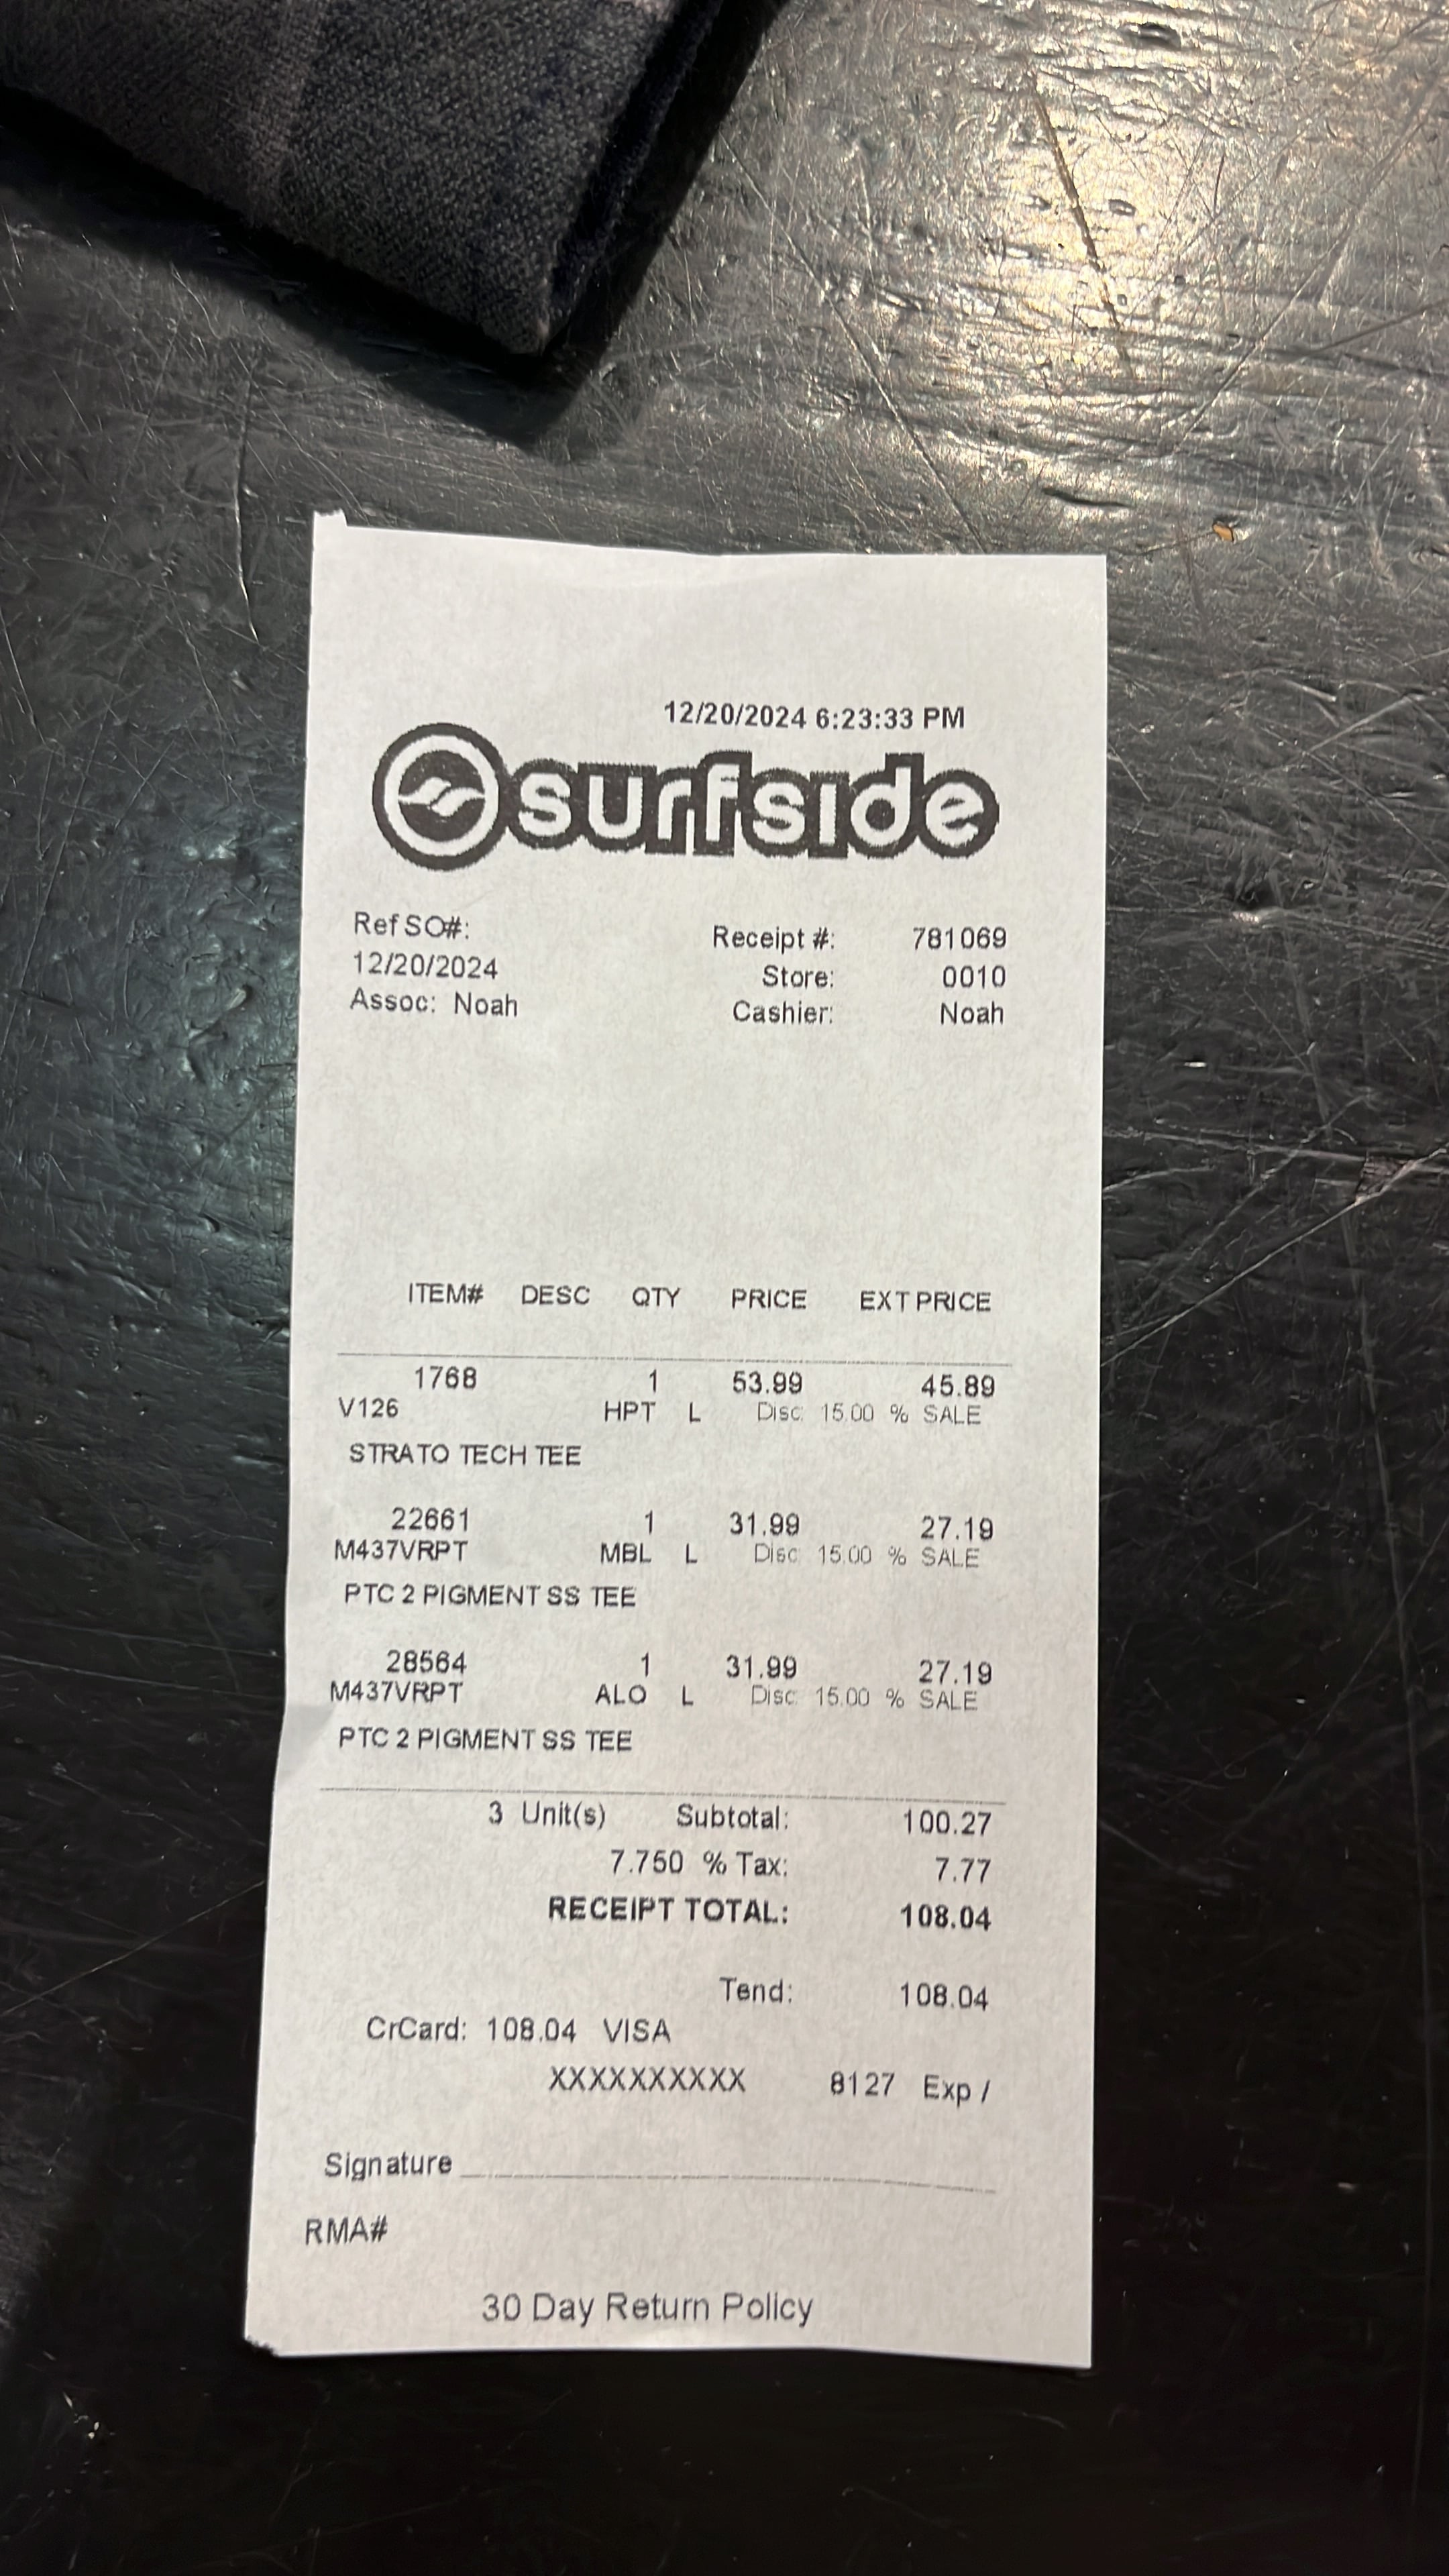 12/20/2024 6:23:33 PM
surfside
Ref SO#:
12/20/2024
Assoc: Noah
Receipt #: 781069
Store: 0010
Cashier: Noah
ITEM# DESC QTY PRICE EXT PRICE
1768 1 53.99 45.89
V126 HPT L Disc: 15.00 % SALE
STRATO TECH TEE
22661 1 31.99 27.19
M437VRPT MBL L Disc: 15.00 % SALE
PTC 2 PIGMENT SS TEE
28564 1 31.99 27.19
M437VRPT ALO L Disc: 15.00 % SALE
PTC 2 PIGMENT SS TEE
3 Unit(s) Subtotal: 100.27
7.750 % Tax: 7.77
RECEIPT TOTAL: 108.04
Tend: 108.04
CrCard: 108.04 VISA
XXXXXXXXXX 8127 Exp /
Signature
RMA#
30 Day Return Policy